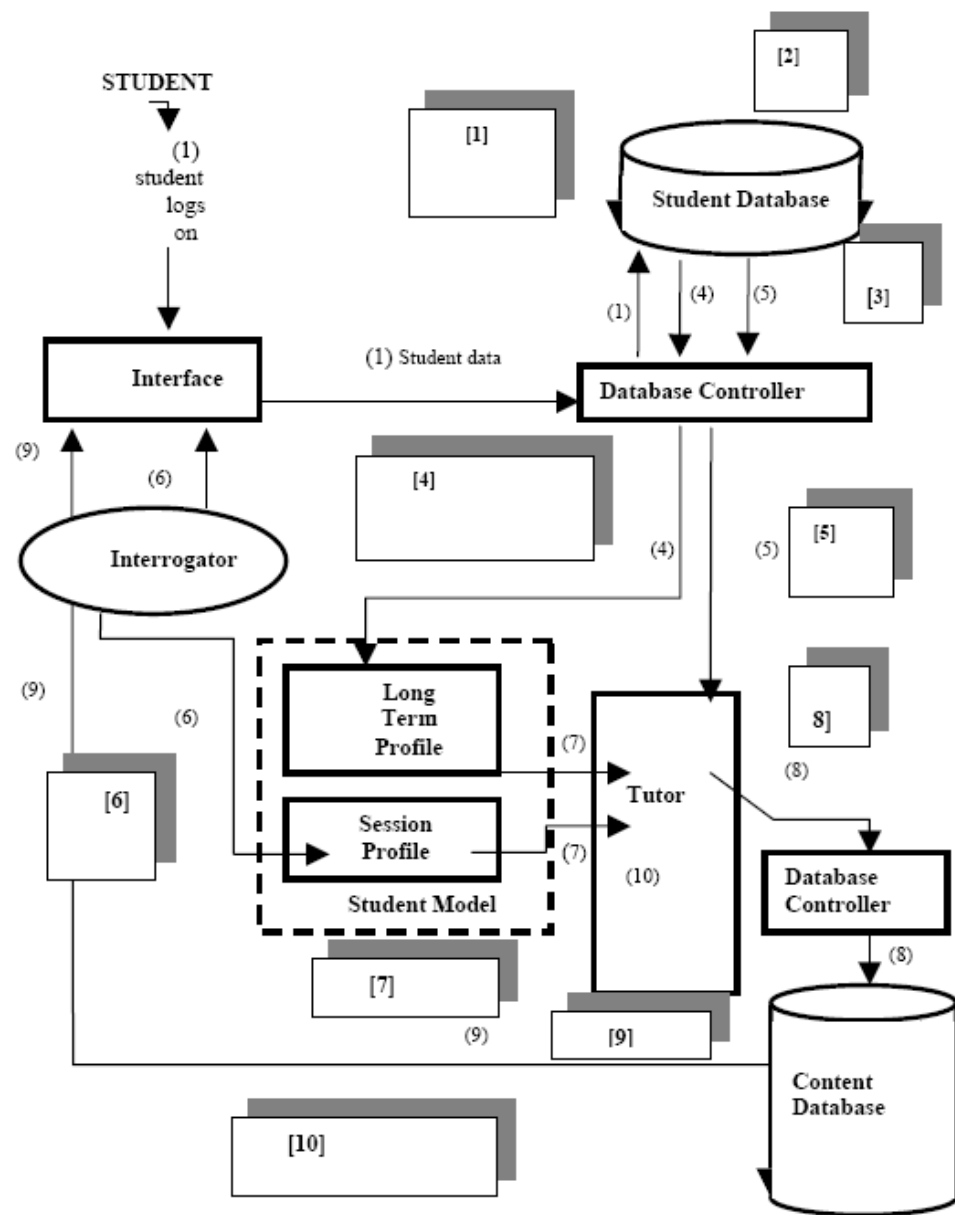 STUDENT
(1)
student
logs
on
[1]
[2]
Student Database
[3]
(1)
(4)
(5)
Interface
(1) Student data
Database Controller
(9)
(6)
[4]
Interrogator
(4)
(5)
[5]
(9)
(6)
Long
Term
Profile
(7)
8]
(8)
[6]
Tutor
Session
Profile
(7)
(10)
Student Model
Database
Controller
(8)
[7]
(9)
[9]
Content
Database
[10]